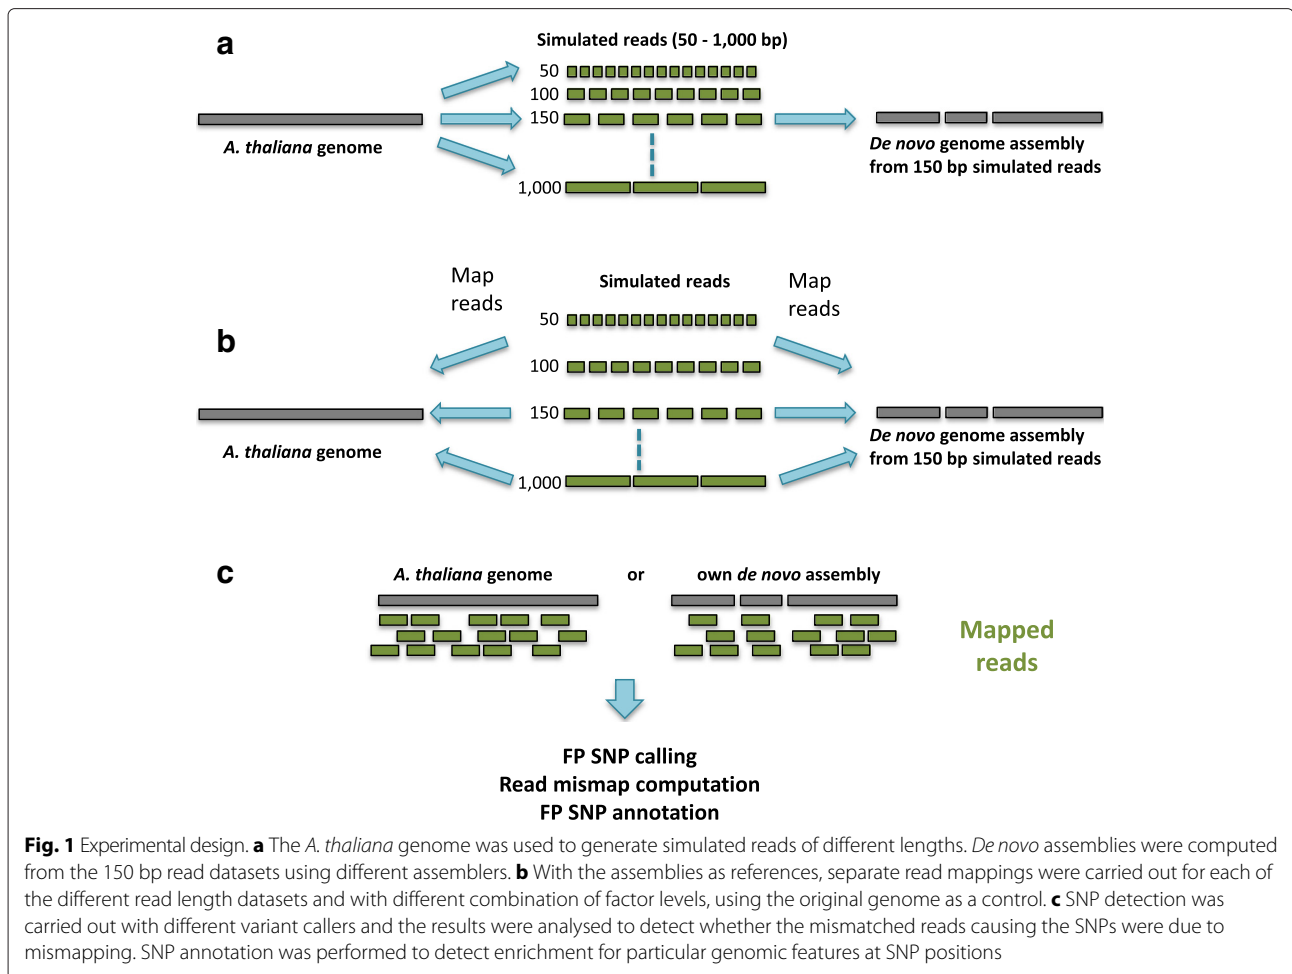 a
Simulated reads (50 - 1,000 bp)
50
100
150
1,000
A. thaliana genome
De novo genome assembly
from 150 bp simulated reads
b
Map
reads
Simulated reads
Map
reads
50
100
150
1,000
A. thaliana genome
De novo genome assembly
from 150 bp simulated reads
c
A. thaliana genome or own de novo assembly
Mapped
reads
FP SNP calling
Read mismap computation
FP SNP annotation
Fig. 1 Experimental design. a The A. thaliana genome was used to generate simulated reads of different lengths. De novo assemblies were computed
from the 150 bp read datasets using different assemblers. b With the assemblies as references, separate read mappings were carried out for each of
the different read length datasets and with different combination of factor levels, using the original genome as a control. c SNP detection was
carried out with different variant callers and the results were analysed to detect whether the mismatched reads causing the SNPs were due to
mismapping. SNP annotation was performed to detect enrichment for particular genomic features at SNP positions